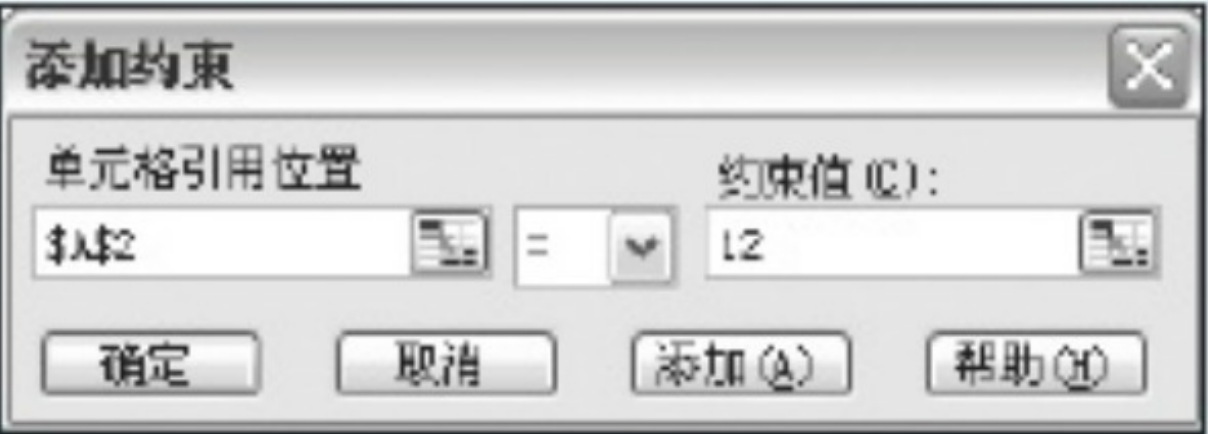 添加约束
单元格引用位置 约束值(C):
$A$2 = 12
确定 取消 添加(A) 帮助(H)